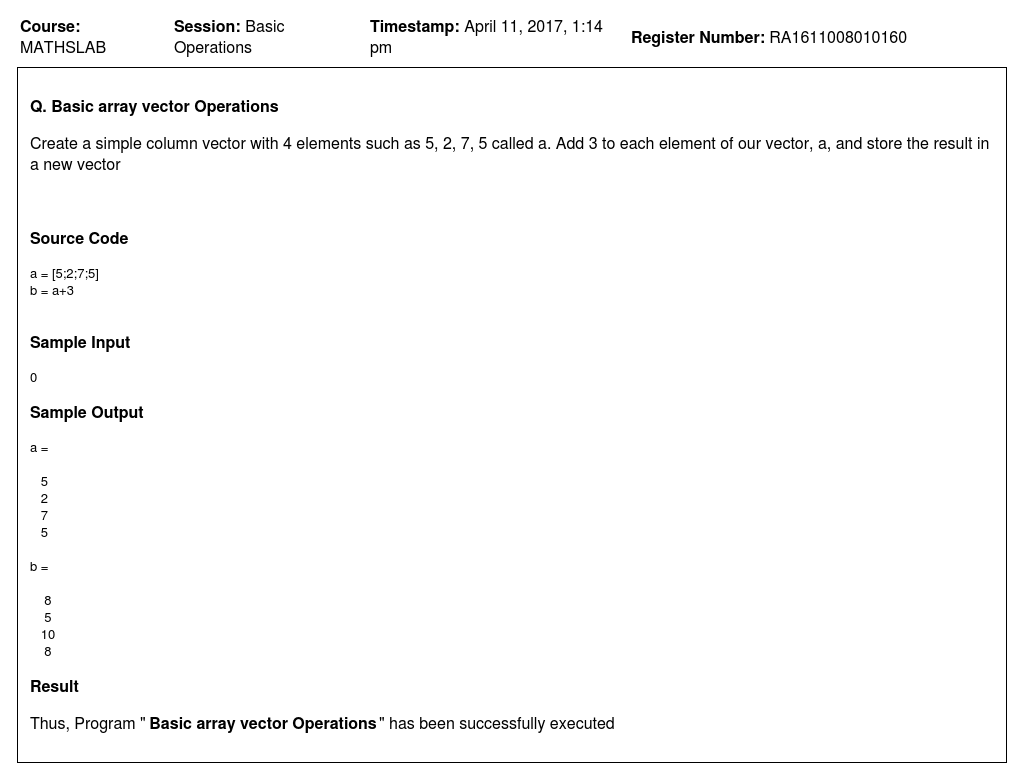 Course: MATHSLAB
Session: Basic Operations
Timestamp: April 11, 2017, 1:14 pm
Register Number: RA1611008010160
Q. Basic array vector Operations
Create a simple column vector with 4 elements such as 5, 2, 7, 5 called a. Add 3 to each element of our vector, a, and store the result in
a new vector
Source Code
a = [5;2;7;5]
b = a+3
Sample Input
0
Sample Output
a =
5
2
7
5
b =
8
5
10
8
Result
Thus, Program " Basic array vector Operations " has been successfully executed